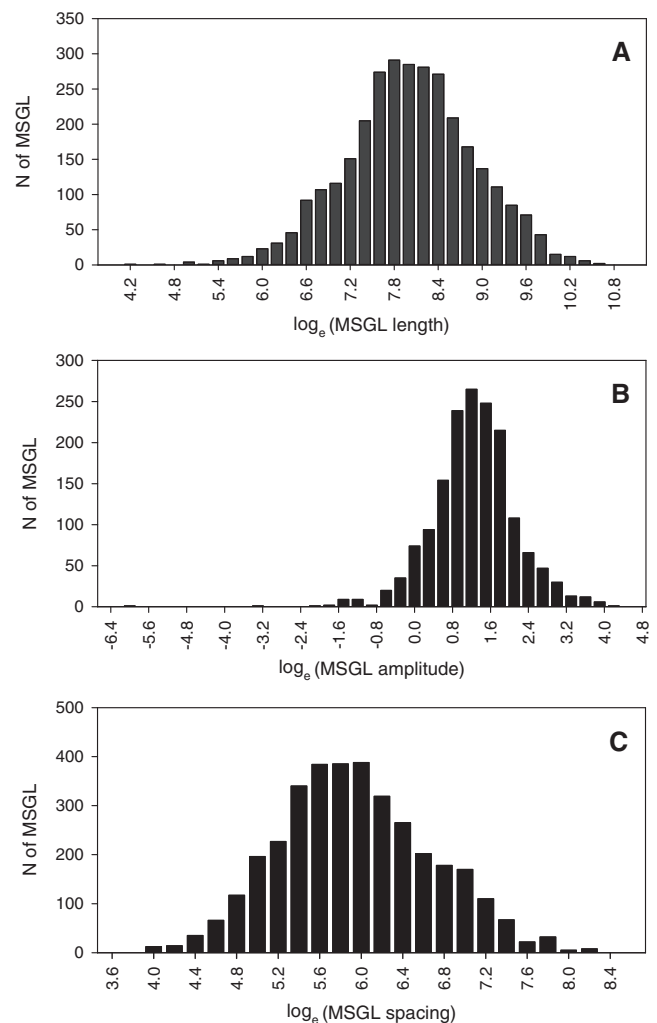 350
300
250
200
150
100
50
0
N of MSGL
A
4.2 4.8 5.4 6.0 6.6 7.2 7.8 8.4 9.0 9.6 10.2 10.8
logₑ (MSGL length)
300
250
200
150
100
50
0
N of MSGL
B
-6.4 -5.6 -4.8 -4.0 -3.2 -2.4 -1.6 -0.8 0.0 0.8 1.6 2.4 3.2 4.0 4.8
logₑ (MSGL amplitude)
500
400
300
200
100
0
N of MSGL
C
3.6 4.0 4.4 4.8 5.2 5.6 6.0 6.4 6.8 7.2 7.6 8.0 8.4
logₑ (MSGL spacing)